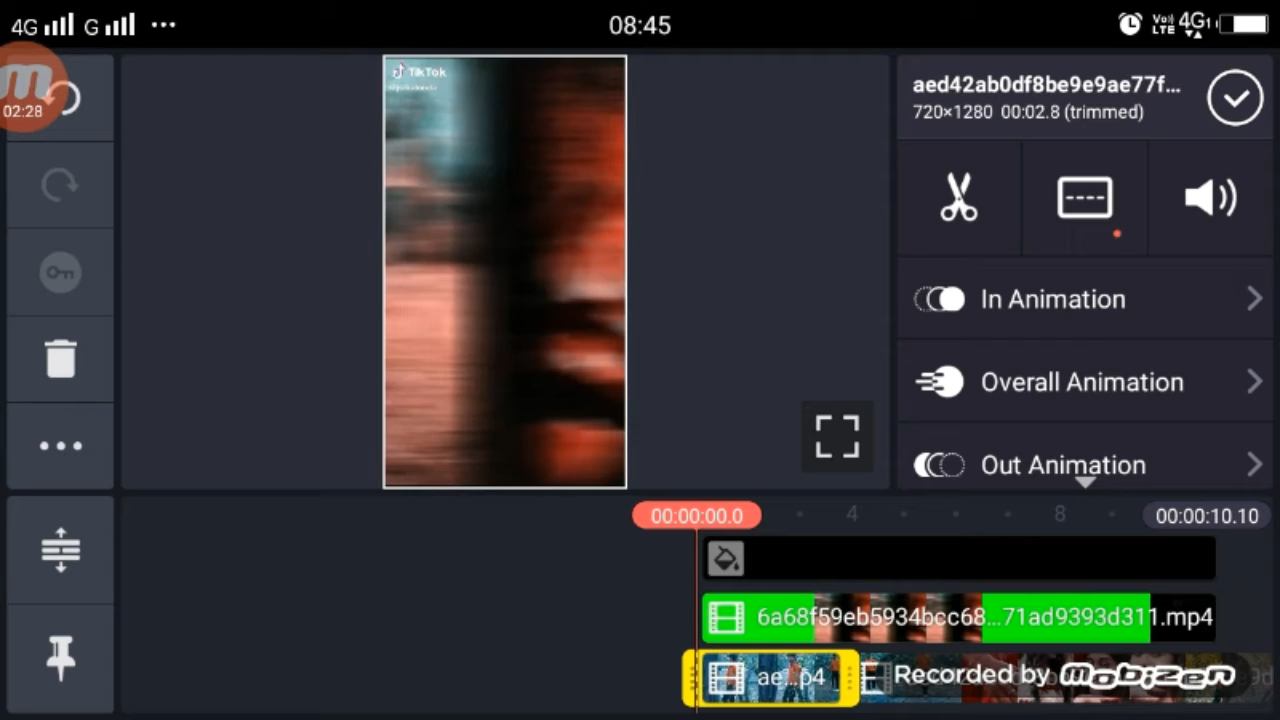 4G G ... 08:45 Vo) LTE 4G
02:28
TikTok
aed42ab0df8be9e9ae77f...
720×1280 00:02.8 (trimmed)
In Animation
Overall Animation
Out Animation
00:00:00.0 4 8 00:00:10.10
6a68f59eb5934bcc68...71ad9393d311.mp4
ae...p4 Recorded by mobizen